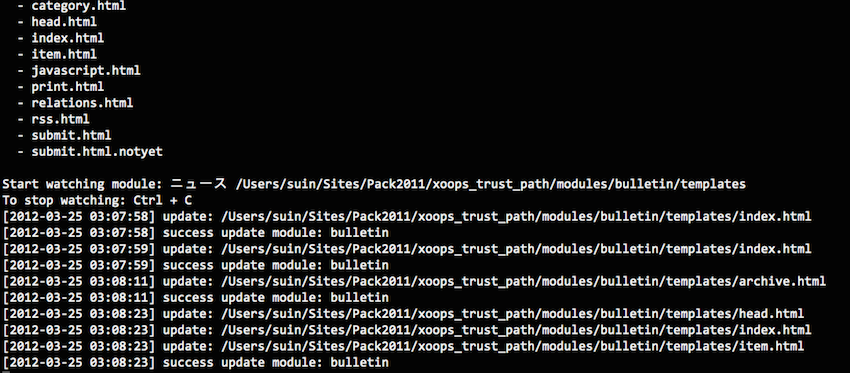 - category.html
- head.html
- index.html
- item.html
- javascript.html
- print.html
- relations.html
- rss.html
- submit.html
- submit.html.notyet
Start watching module: ニュース /Users/suin/Sites/Pack2011/xoops_trust_path/modules/bulletin/templates
To stop watching: Ctrl + C
[2012-03-25 03:07:58] update: /Users/suin/Sites/Pack2011/xoops_trust_path/modules/bulletin/templates/index.html
[2012-03-25 03:07:58] success update module: bulletin
[2012-03-25 03:07:59] update: /Users/suin/Sites/Pack2011/xoops_trust_path/modules/bulletin/templates/index.html
[2012-03-25 03:07:59] success update module: bulletin
[2012-03-25 03:08:11] update: /Users/suin/Sites/Pack2011/xoops_trust_path/modules/bulletin/templates/archive.html
[2012-03-25 03:08:11] success update module: bulletin
[2012-03-25 03:08:23] update: /Users/suin/Sites/Pack2011/xoops_trust_path/modules/bulletin/templates/head.html
[2012-03-25 03:08:23] update: /Users/suin/Sites/Pack2011/xoops_trust_path/modules/bulletin/templates/index.html
[2012-03-25 03:08:23] update: /Users/suin/Sites/Pack2011/xoops_trust_path/modules/bulletin/templates/item.html
[2012-03-25 03:08:23] success update module: bulletin